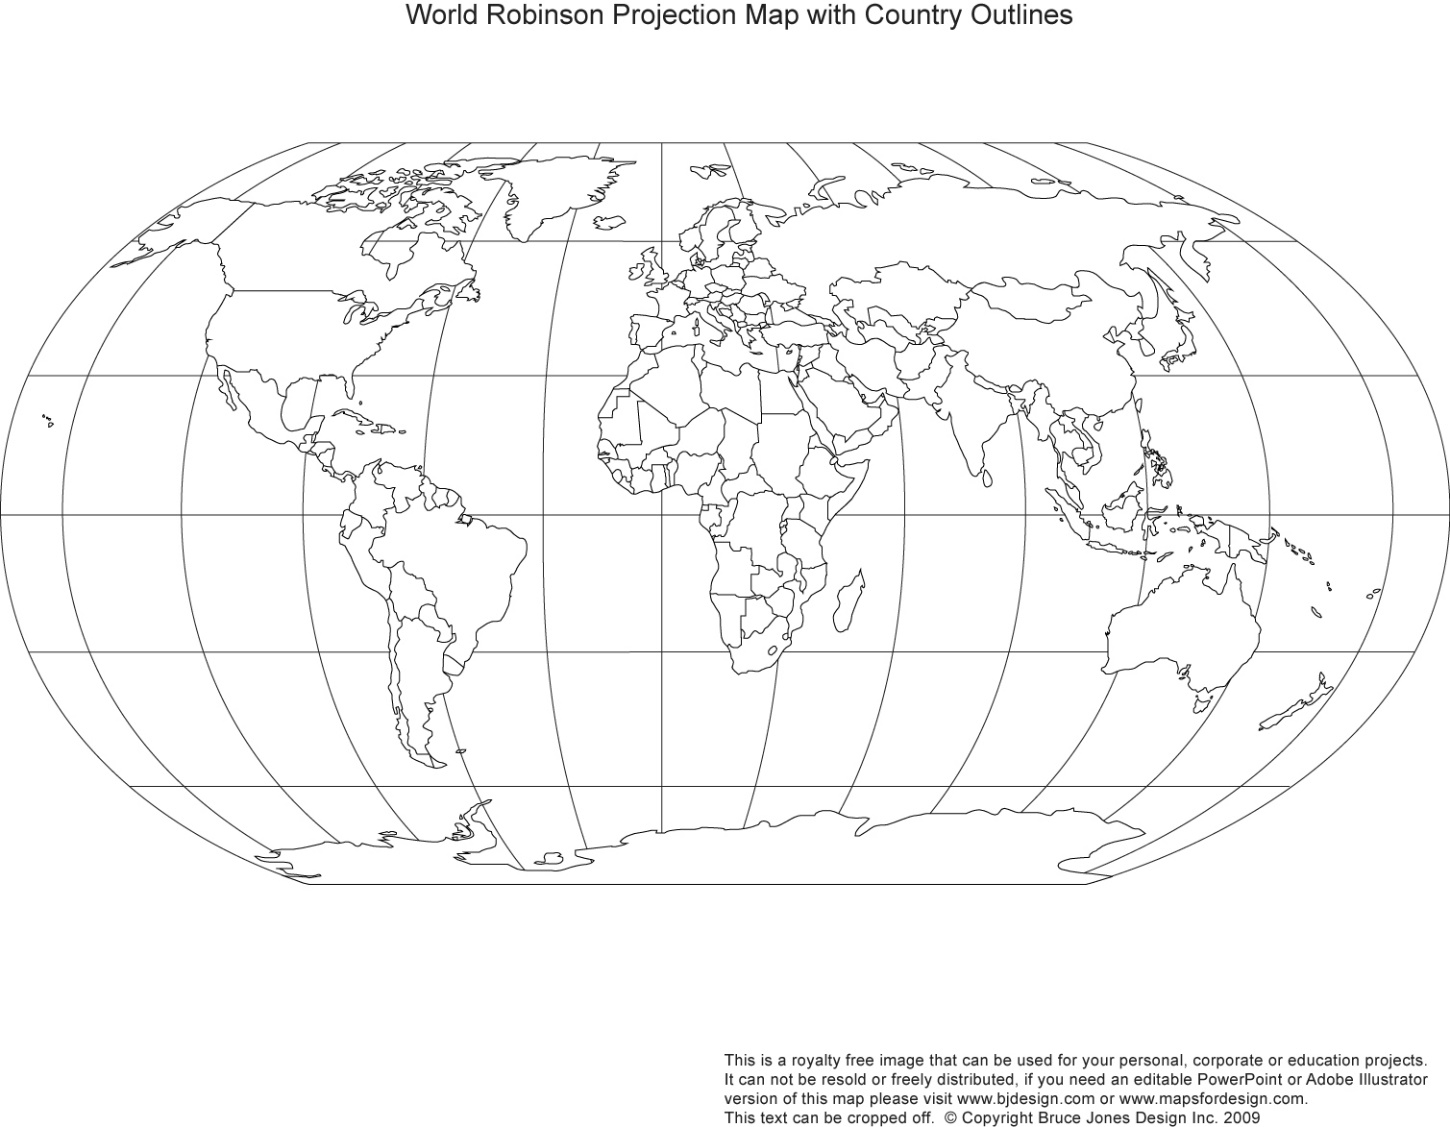 World Robinson Projection Map with Country Outlines
This is a royalty free image that can be used for your personal, corporate or education projects.
It can not be resold or freely distributed, if you need an editable PowerPoint or Adobe Illustrator
version of this map please visit www.bjdesign.com or www.mapsfordesign.com.
This text can be cropped off.  © Copyright Bruce Jones Design Inc. 2009